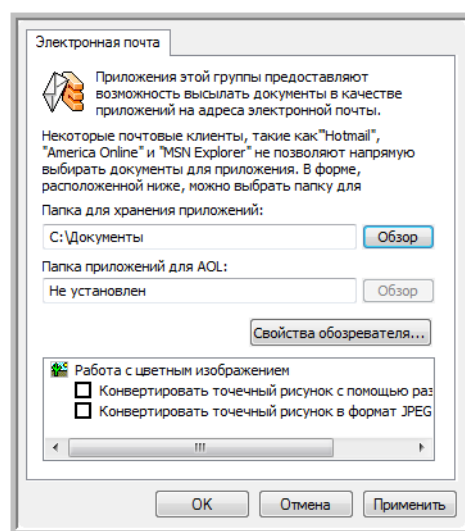 Электронная почта
Приложения этой группы предоставляют
возможность высылать документы в качестве
приложений на адреса электронной почты.
Некоторые почтовые клиенты, такие как"Hotmail",
"America Online" и "MSN Explorer" не позволяют напрямую
выбирать документы для приложения. В форме,
расположенной ниже, можно выбрать папку для
Папка для хранения приложений:
C:\Документы
Обзор
Папка приложений для AOL:
Не установлен
Обзор
Свойства обозревателя...
Работа с цветным изображением
Конвертировать точечный рисунок с помощью раз
Конвертировать точечный рисунок в формат JPEG
OK
Отмена
Применить